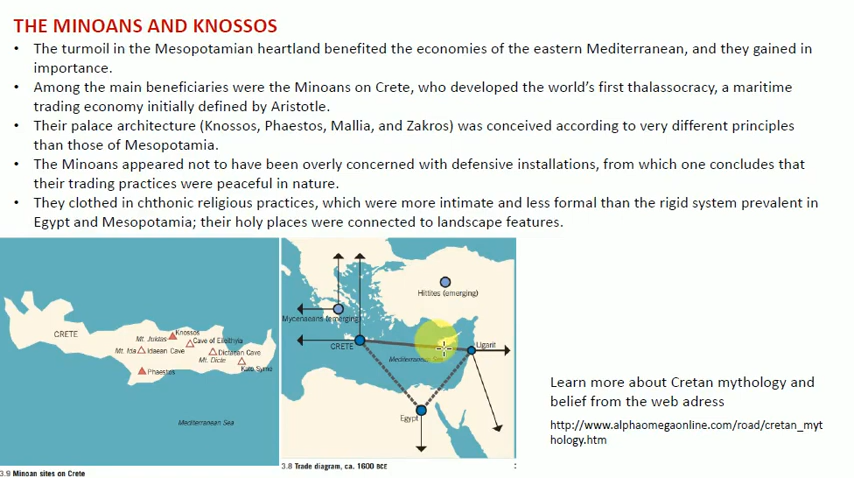 THE MINOANS AND KNOSSOS
• The turmoil in the Mesopotamian heartland benefited the economies of the eastern Mediterranean, and they gained in
importance.
• Among the main beneficiaries were the Minoans on Crete, who developed the world's first thalassocracy, a maritime
trading economy initially defined by Aristotle.
• Their palace architecture (Knossos, Phaestos, Mallia, and Zakros) was conceived according to very different principles
than those of Mesopotamia.
• The Minoans appeared not to have been overly concerned with defensive installations, from which one concludes that
their trading practices were peaceful in nature.
• They clothed in chthonic religious practices, which were more intimate and less formal than the rigid system prevalent in
Egypt and Mesopotamia; their holy places were connected to landscape features.
CRETE
Mt. Juktas
Knossos
Cave of Eileithyia
Mt. Ida
Idaean Cave
Dictaean Cave
Mt. Dicte
Kato Syme
Phaestos
Mediterranean Sea
3.9 Minoan sites on Crete
Hittites (emerging)
Mycenaeans (emerging)
CRETE
Ugarit
Mediterranean Sea
Egypt
3.8 Trade diagram, ca. 1600 BCE
Learn more about Cretan mythology and
belief from the web adress
http://www.alphaomegaonline.com/road/cretan_myt
hology.htm